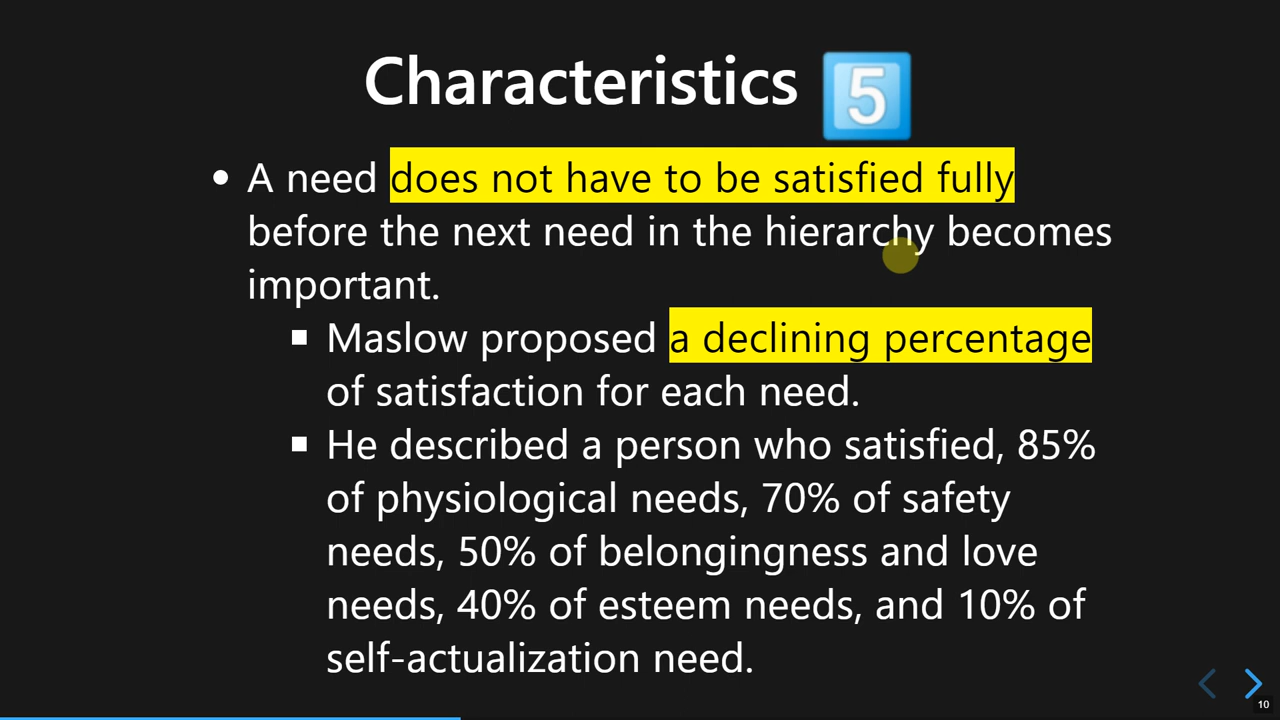 Characteristics 5
• A need does not have to be satisfied fully
before the next need in the hierarchy becomes
important.
▪ Maslow proposed a declining percentage
of satisfaction for each need.
▪ He described a person who satisfied, 85%
of physiological needs, 70% of safety
needs, 50% of belongingness and love
needs, 40% of esteem needs, and 10% of
self-actualization need.
10